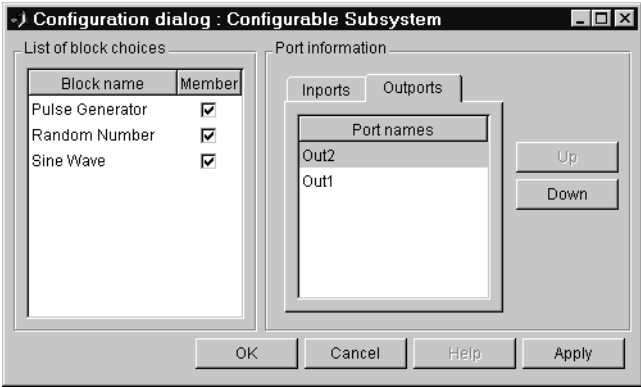 Configuration dialog : Configurable Subsystem
List of block choices
Block name Member
Pulse Generator
Random Number
Sine Wave
Port information
Inports Outports
Port names
Out2
Out1
Up
Down
OK Cancel Help Apply